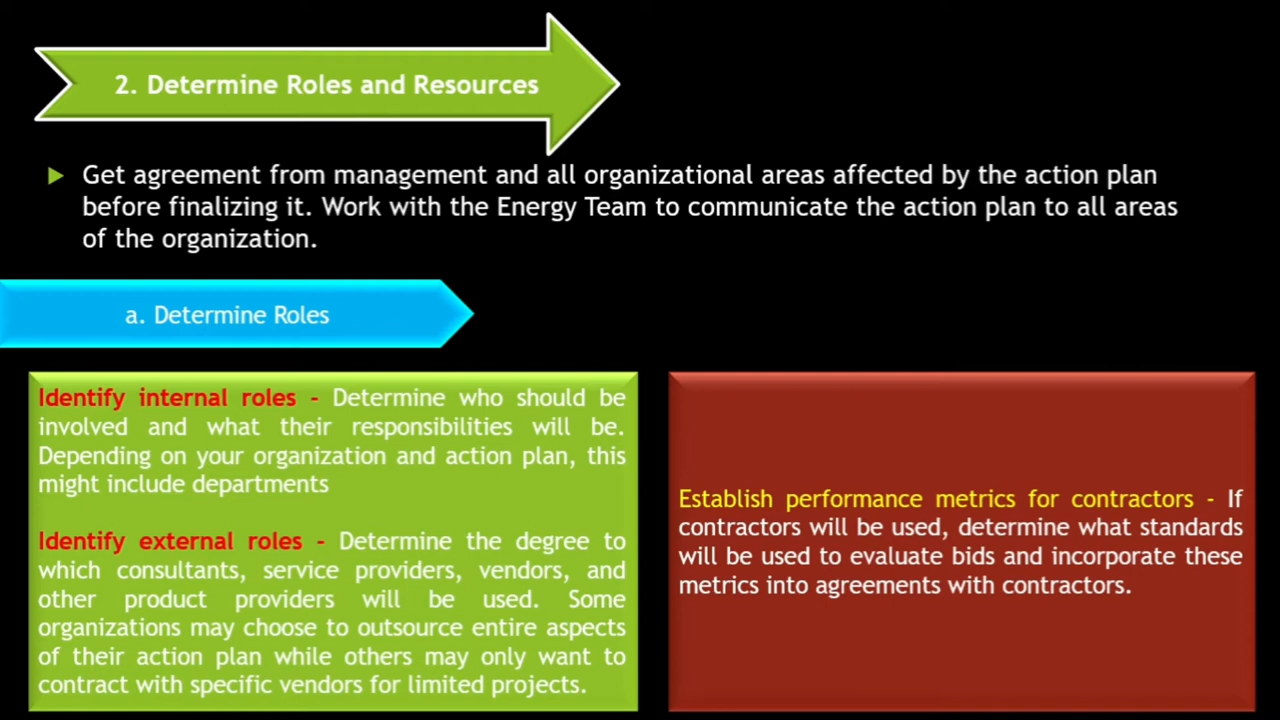 2. Determine Roles and Resources
Get agreement from management and all organizational areas affected by the action plan
before finalizing it. Work with the Energy Team to communicate the action plan to all areas
of the organization.
a. Determine Roles
Identify internal roles - Determine who should be
involved and what their responsibilities will be.
Depending on your organization and action plan, this
might include departments
Identify external roles - Determine the degree to
which consultants, service providers, vendors, and
other product providers will be used. Some
organizations may choose to outsource entire aspects
of their action plan while others may only want to
contract with specific vendors for limited projects.
Establish performance metrics for contractors - If
contractors will be used, determine what standards
will be used to evaluate bids and incorporate these
metrics into agreements with contractors.